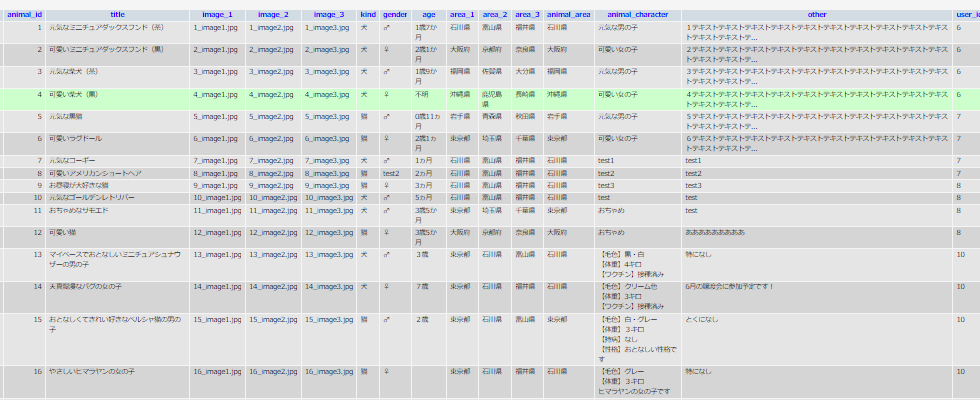 animal_id title image_1 image_2 image_3 kind gender age area_1 area_2 area_3 animal_area animal_character other user_i
1 元気なミニチュアダックスフンド（茶） 1_image1.jpg 1_image2.jpg 1_image3.jpg 犬 ♂ 1歳7か月 石川県 富山県 福井県 石川県 元気な男の子 1テキストテキストテキストテキストテキストテキストテキストテキストテキストテキスト 6
トテキストテキストテ...
2 可愛いミニチュアダックスフンド（黒） 2_image1.jpg 2_image2.jpg 2_image3.jpg 犬 ♀ 2歳1か月 大阪府 京都府 奈良県 大阪府 可愛い女の子 2テキストテキストテキストテキストテキストテキストテキストテキストテキストテキスト 6
トテキストテキストテ...
3 元気な柴犬（茶） 3_image1.jpg 3_image2.jpg 3_image3.jpg 犬 ♂ 1歳9か月 福岡県 佐賀県 大分県 福岡県 元気な男の子 3テキストテキストテキストテキストテキストテキストテキストテキストテキストテキスト 6
トテキストテキストテ...
4 可愛い柴犬（黒） 4_image1.jpg 4_image2.jpg 4_image3.jpg 犬 ♀ 不明 沖縄県 鹿児島県 長崎県 沖縄県 可愛い女の子 4テキストテキストテキストテキストテキストテキストテキストテキストテキストテキスト 6
トテキストテキストテ...
5 元気な黒猫 5_image1.jpg 5_image2.jpg 5_image3.jpg 猫 ♂ 0歳11カ月 岩手県 青森県 秋田県 岩手県 元気な男の子 5テキストテキストテキストテキストテキストテキストテキストテキストテキストテキスト 7
トテキストテキストテ...
6 可愛いラグドール 6_image1.jpg 6_image2.jpg 6_image3.jpg 猫 ♀ 2歳1カ月 東京都 埼玉県 千葉県 東京都 可愛い女の子 6テキストテキストテキストテキストテキストテキストテキストテキストテキストテキスト 7
トテキストテキストテ...
7 元気なコーギー 7_image1.jpg 7_image2.jpg 7_image3.jpg 犬 ♂ 1カ月 石川県 富山県 福井県 石川県 test1 test1 7
8 可愛いアメリカンショートヘア 8_image1.jpg 8_image2.jpg 8_image3.jpg 猫 test2 2カ月 石川県 富山県 福井県 石川県 test2 test2 7
9 お昼寝が大好きな猫 9_image1.jpg 9_image2.jpg 9_image3.jpg 猫 ♀ 3カ月 石川県 富山県 福井県 石川県 test3 test3 8
10 元気なゴールデンレトリバー 10_image1.jpg 10_image2.jpg 10_image3.jpg 犬 ♂ 5カ月 石川県 富山県 福井県 石川県 test test 8
11 おちゃめなサモエド 11_image1.jpg 11_image2.jpg 11_image3.jpg 犬 ♂ 3歳5か月 東京都 埼玉県 千葉県 東京都 おちゃめ test 8
12 可愛い猫 12_image1.jpg 12_image2.jpg 12_image3.jpg 猫 ♀ 3歳5か月 大阪府 京都府 奈良県 大阪府 おちゃめ あああああああああ 8
13 マイペースでおとなしいミニチュアシュナウ 13_image1.jpg 13_image2.jpg 13_image3.jpg 犬 ♂ 3歳 東京都 石川県 富山県 石川県 【毛色】黒・白 特になし 10
ザーの男の子 【体重】4キロ
【ワクチン】接種済み
14 天真爛漫なパグの女の子 14_image1.jpg 14_image2.jpg 14_image3.jpg 犬 ♀ 7歳 東京都 石川県 福井県 石川県 【毛色】クリーム色 6月の譲渡会に参加予定です！ 10
【体重】3キロ
【ワクチン】接種済み
15 おとなしくてきれい好きなペルシャ猫の男の 15_image1.jpg 15_image2.jpg 15_image3.jpg 猫 ♂ 2歳 東京都 石川県 富山県 東京都 【毛色】白・グレー とくになし 10
子 【体重】3キロ
【持病】なし
【性格】おとなしい性格で
す
16 やさしいヒマラヤンの女の子 16_image1.jpg 16_image2.jpg 16_image3.jpg 猫 ♀ 東京都 石川県 福井県 石川県 【毛色】グレー 特になし 10
【体重】3キロ
ヒマラヤンの女の子です